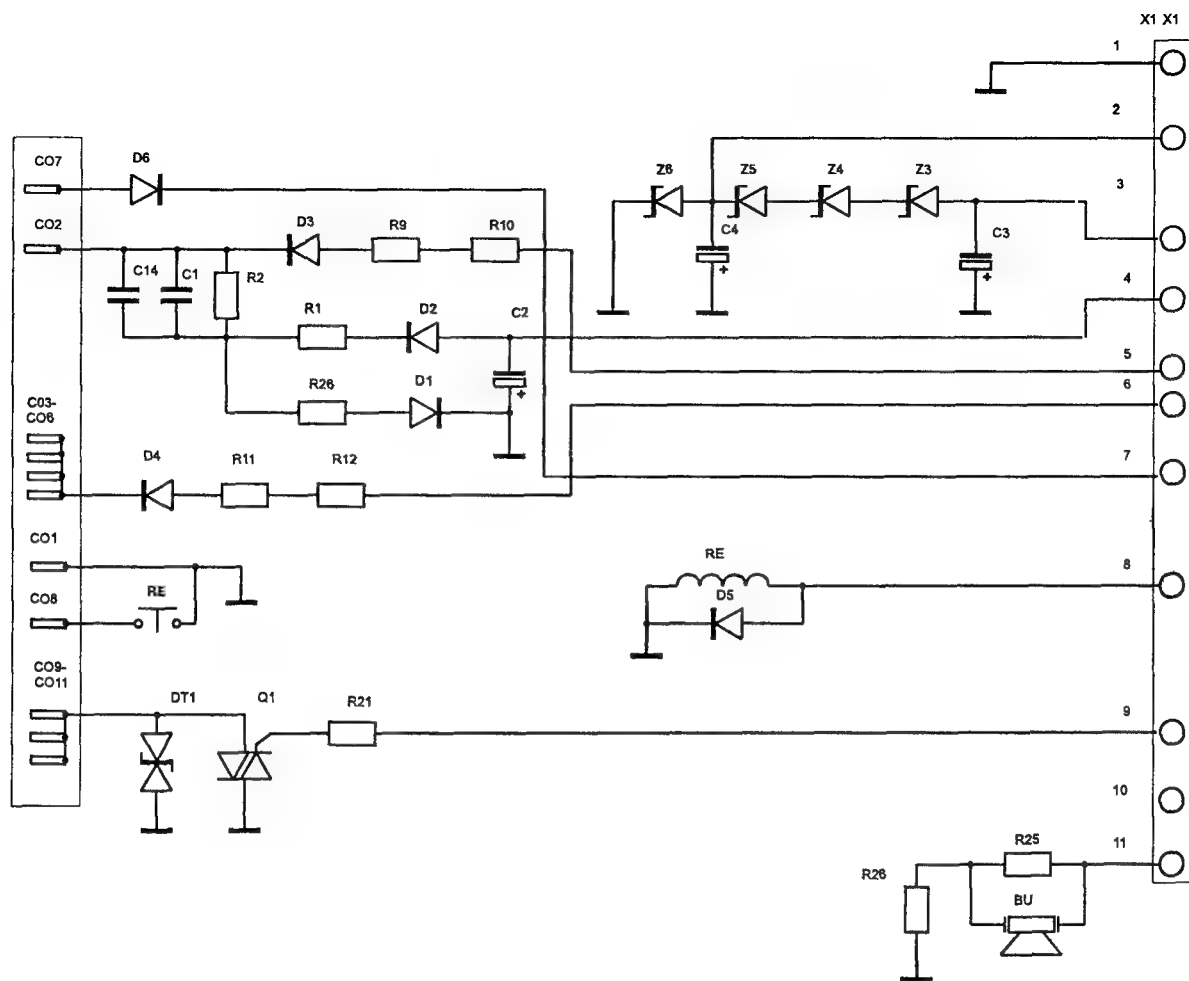 X1 X1
1
2
CO7
D6
Z6
Z5
Z4
Z3
3
CO2
D3
R9
R10
C4
C3
+
+
C14
C1
R2
4
R1
D2
C2
5
R26
D1
+
6
C03-
CO6
D4
R11
R12
7
CO1
RE
8
CO8
RE
D5
CO9-
CO11
DT1
Q1
R21
9
10
R25
11
R26
BU